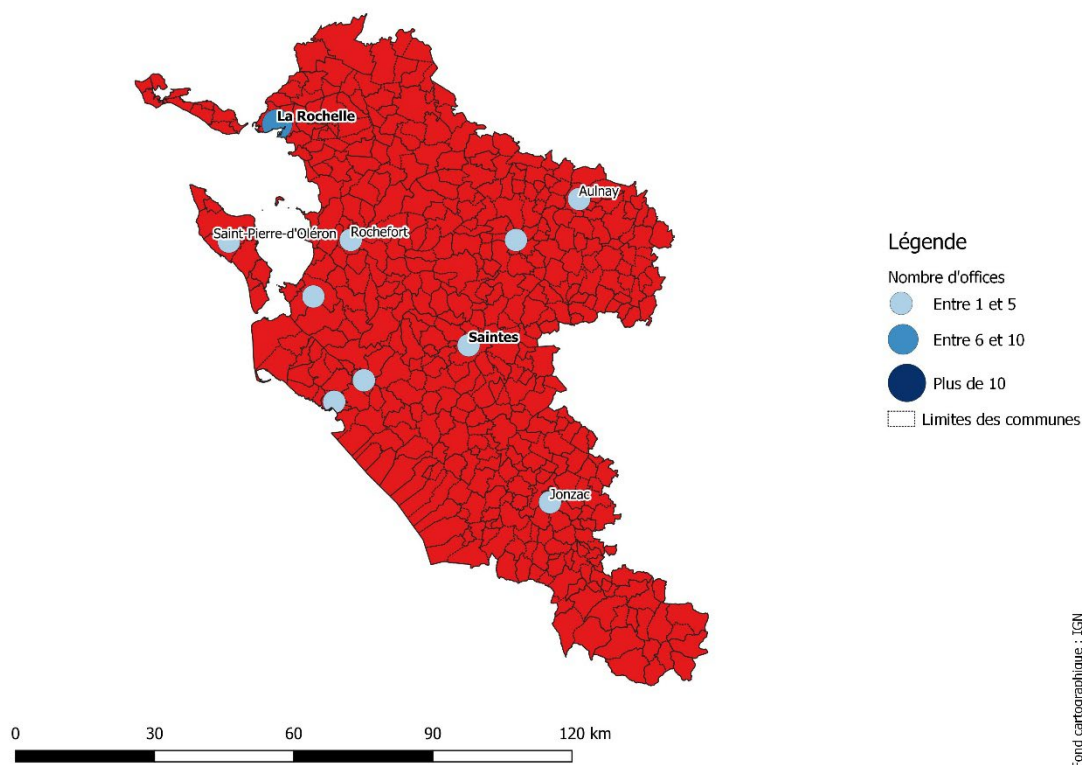 La Rochelle
Aulnay
Saint-Pierre-d'Oléron
Rochefort
Saintes
Jonzac
Légende
Nombre d'offices
Entre 1 et 5
Entre 6 et 10
Plus de 10
Limites des communes
0 30 60 90 120 km
Fond cartographique : IGN